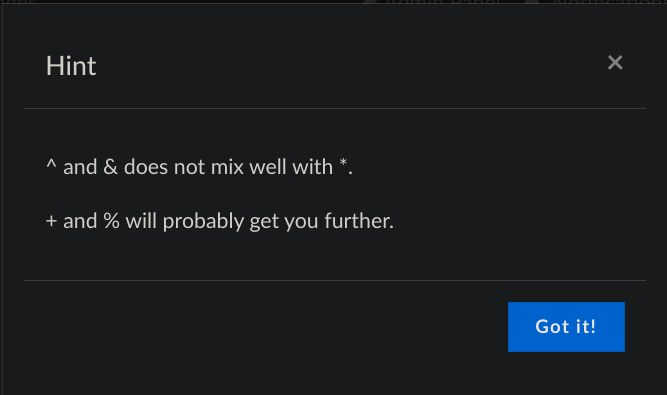 Hint
^ and & does not mix well with *.
+ and % will probably get you further.
Got it!